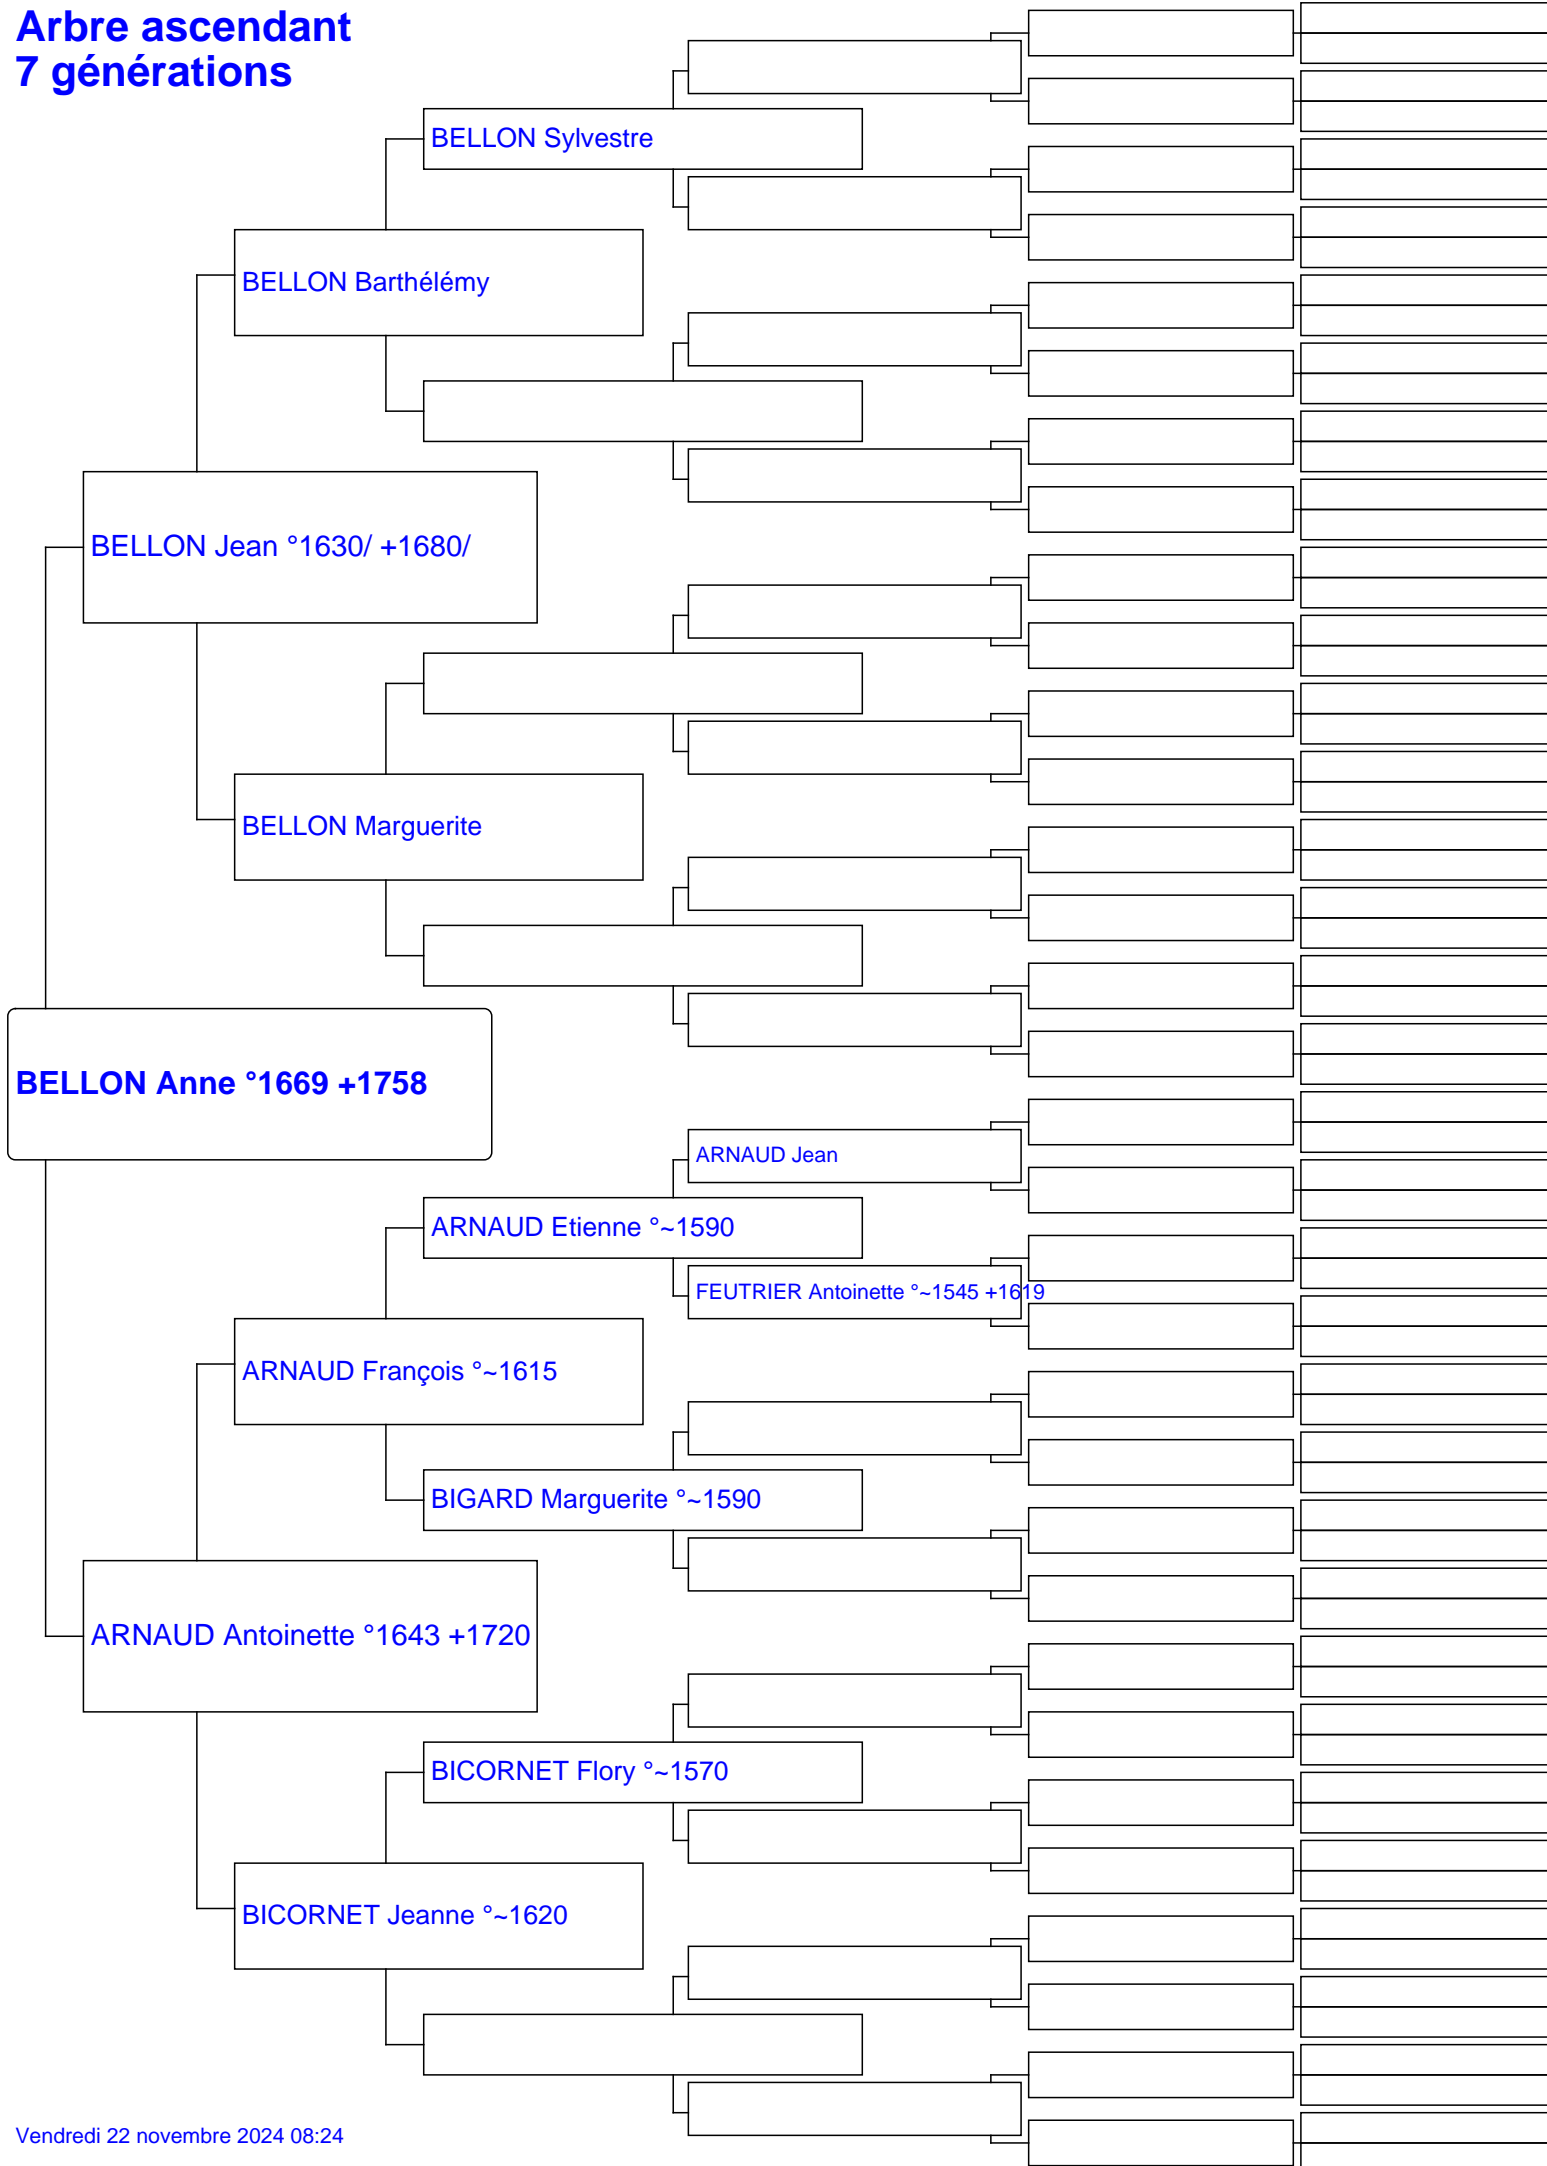 Arbre ascendant
7 générations
BELLON Sylvestre
BELLON Barthélémy
BELLON Jean °1630/ +1680/
BELLON Marguerite
BELLON Anne °1669 +1758
ARNAUD Jean
ARNAUD Etienne °~1590
FEUTRIER Antoinette °~1545 +1619
ARNAUD François °~1615
BIGARD Marguerite °~1590
ARNAUD Antoinette °1643 +1720
BICORNET Flory °~1570
BICORNET Jeanne °~1620
Vendredi 22 novembre 2024 08:24